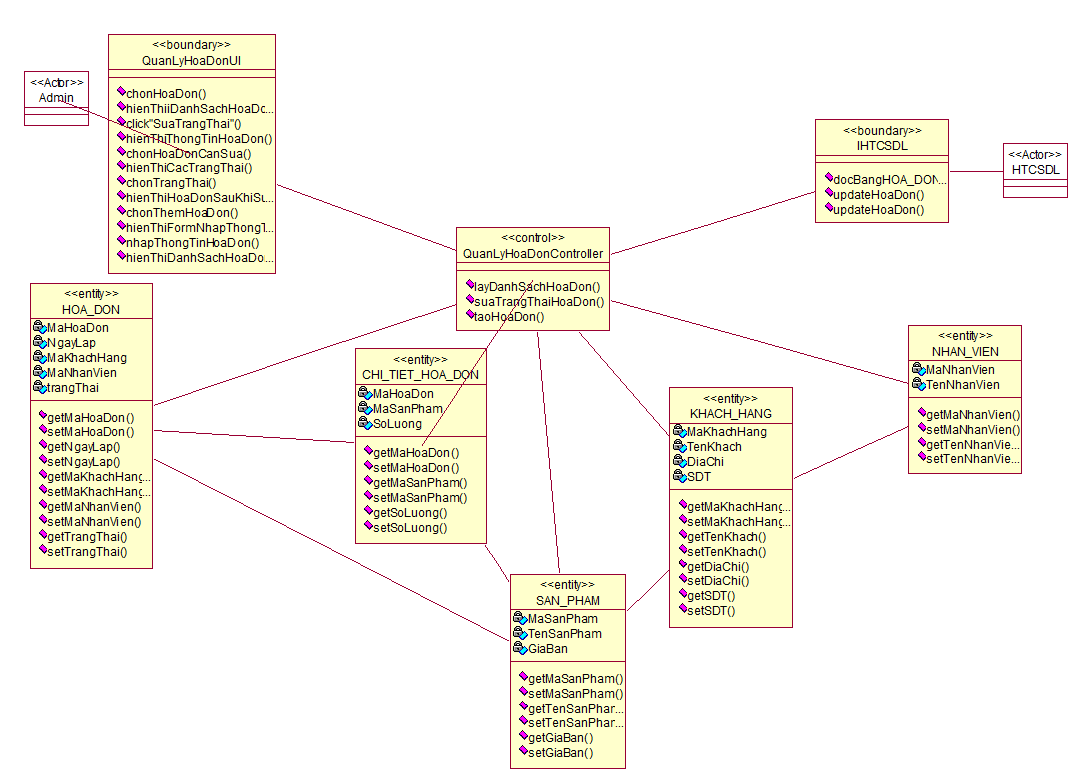 <<Actor>>
Admin
<<boundary>>
QuanLyHoaDonUI
chonHoaDon()
hienThiiDanhSachHoaDc...
click"SuaTrangThai"()
hienThiThongTinHoaDon()
chonHoaDonCanSua()
hienThiCacTrangThai()
chonTrangThai()
hienThiHoaDonSauKhiSu...
chonThemHoaDon()
hienThiFormNhapThongT...
nhapThongTinHoaDon()
hienThiDanhSachHoaDo...
<<boundary>>
IHTCSDL
docBangHOA_DON...
updateHoaDon()
updateHoaDon()
<<Actor>>
HTCSDL
<<control>>
QuanLyHoaDonController
layDanhSachHoaDon()
suaTrangThaiHoaDon()
taoHoaDon()
<<entity>>
HOA_DON
MaHoaDon
NgayLap
MaKhachHang
MaNhanVien
trangThai
getMaHoaDon()
setMaHoaDon()
getNgayLap()
setNgayLap()
getMaKhachHang...
setMaKhachHang...
getMaNhanVien()
setMaNhanVien()
getTrangThai()
setTrangThai()
<<entity>>
CHI_TIET_HOA_DON
MaHoaDon
MaSanPham
SoLuong
getMaHoaDon()
setMaHoaDon()
getMaSanPham()
setMaSanPham()
getSoLuong()
setSoLuong()
<<entity>>
KHACH_HANG
MaKhachHang
TenKhach
DiaChi
SDT
getMaKhachHang...
setMaKhachHang...
getTenKhach()
setTenKhach()
getDiaChi()
setDiaChi()
getSDT()
setSDT()
<<entity>>
NHAN_VIEN
MaNhanVien
TenNhanVien
getMaNhanVien()
setMaNhanVien()
getTenNhanVie...
setTenNhanVie...
<<entity>>
SAN_PHAM
MaSanPham
TenSanPham
GiaBan
getMaSanPham()
setMaSanPham()
getTenSanPhar...
setTenSanPhar...
getGiaBan()
setGiaBan()